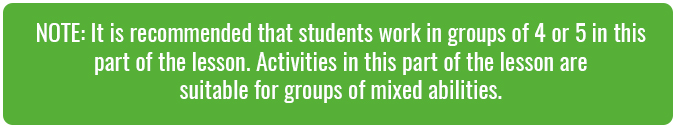 NOTE: It is recommended that students work in groups of 4 or 5 in this
part of the lesson. Activities in this part of the lesson are
suitable for groups of mixed abilities.